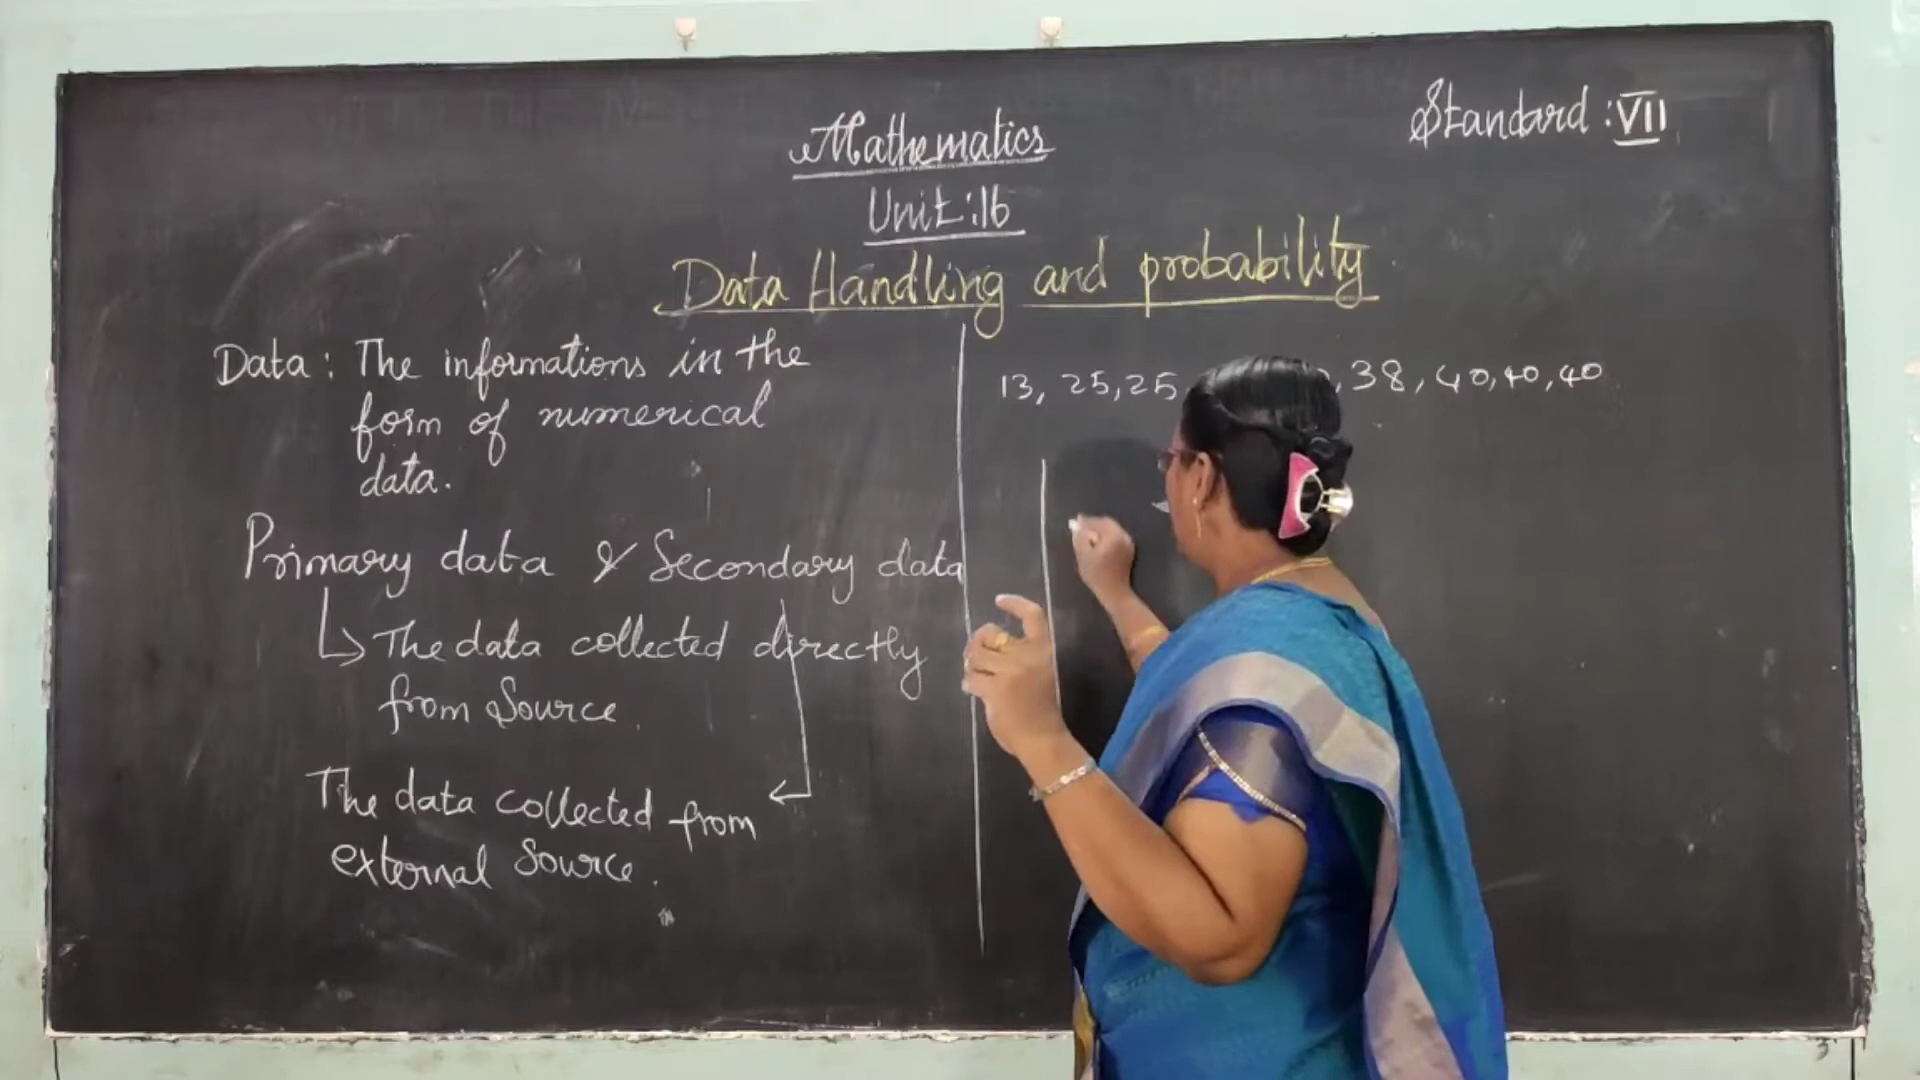 Standard : VII
Mathematics
Unit : 16
Data Handling and probability
Data : The informations in the
form of numerical
data.
Primary data & Secondary data
The data collected directly
from Source.
The data collected from
external Source.
13, 25, 25
, 38, 40, 40, 40